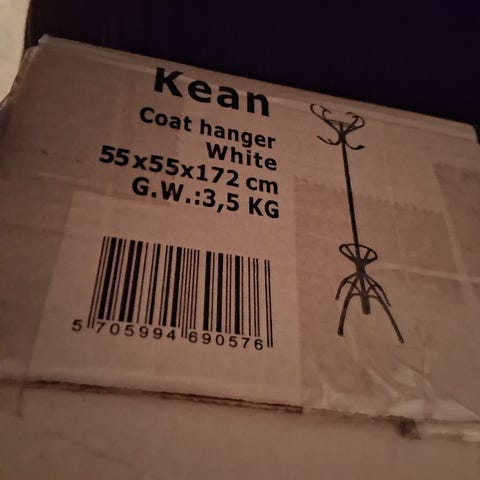 Kean
Coat hanger
White
55x55x172 cm
G.W.:3,5 KG
5 705994 690576